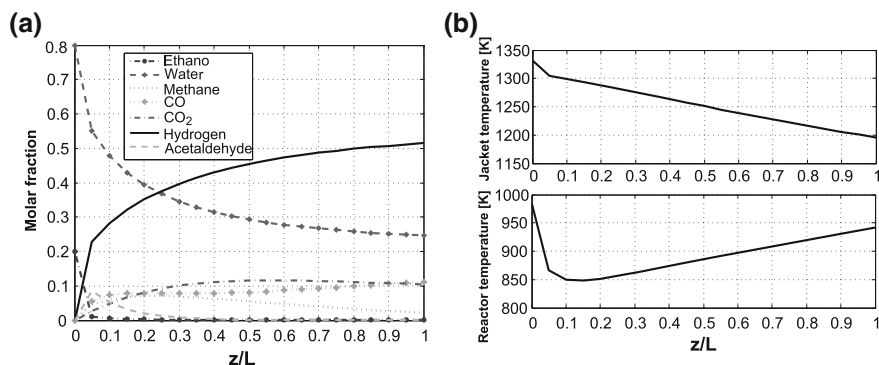 (a)
Molar fraction
0.8
0.7
0.6
0.5
0.4
0.3
0.2
0.1
0
Ethano
Water
Methane
CO
CO2
Hydrogen
Acetaldehyde
0 0.1 0.2 0.3 0.4 0.5 0.6 0.7 0.8 0.9 1
z/L
(b)
Jacket temperature [K]
1350
1300
1250
1200
1150
0 0.1 0.2 0.3 0.4 0.5 0.6 0.7 0.8 0.9 1
Reactor temperature [K]
1000
950
900
850
800
0 0.1 0.2 0.3 0.4 0.5 0.6 0.7 0.8 0.9 1
z/L